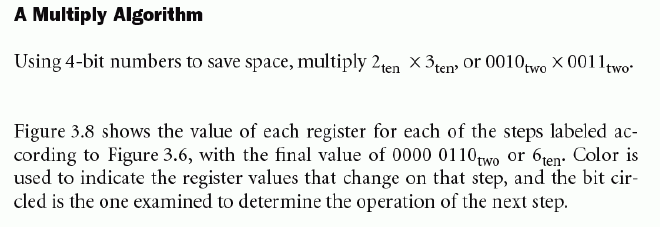 A Multiply Algorithm
Using 4-bit numbers to save space, multiply 2ten × 3ten, or 0010two × 0011two.
Figure 3.8 shows the value of each register for each of the steps labeled ac-
cording to Figure 3.6, with the final value of 0000 0110two or 6ten. Color is
used to indicate the register values that change on that step, and the bit cir-
cled is the one examined to determine the operation of the next step.